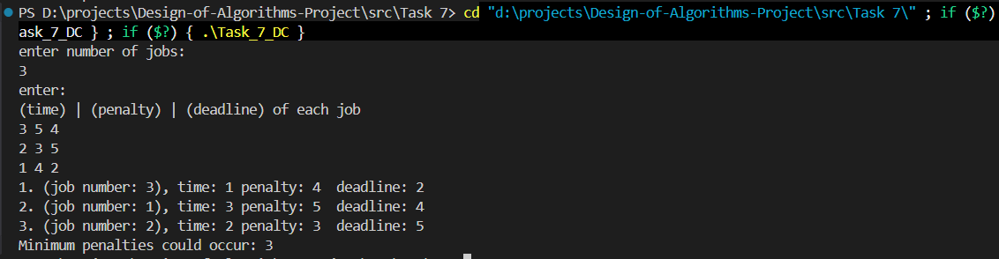 PS D:\projects\Design-of-Algorithms-Project\src\Task 7> cd "d:\projects\Design-of-Algorithms-Project\src\Task 7\" ; if ($?)
ask_7_DC } ; if ($?) { .\Task_7_DC }
enter number of jobs:
3
enter:
(time) | (penalty) | (deadline) of each job
3 5 4
2 3 5
1 4 2
1. (job number: 3), time: 1 penalty: 4  deadline: 2
2. (job number: 1), time: 3 penalty: 5  deadline: 4
3. (job number: 2), time: 2 penalty: 3  deadline: 5
Minimum penalties could occur: 3